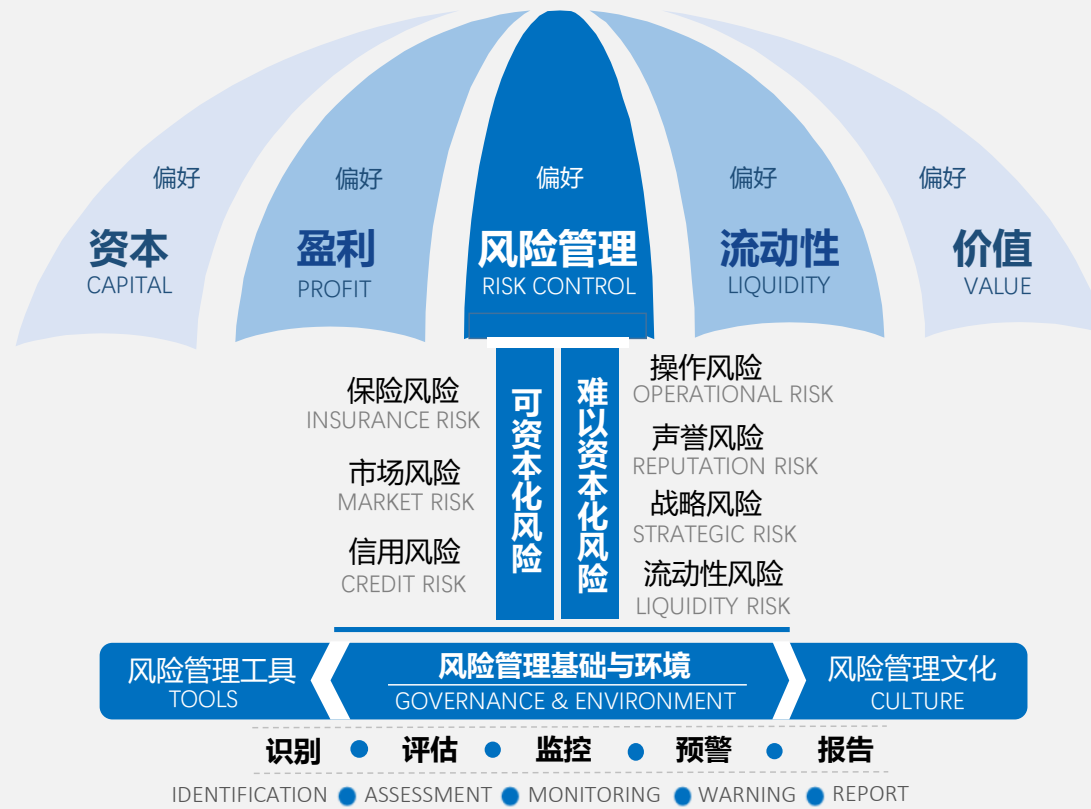 偏好
资本
CAPITAL
偏好
盈利
PROFIT
偏好
风险管理
RISK CONTROL
偏好
流动性
LIQUIDITY
偏好
价值
VALUE
保险风险
INSURANCE RISK
市场风险
MARKET RISK
信用风险
CREDIT RISK
可资本化风险
难以资本化风险
操作风险
OPERATIONAL RISK
声誉风险
REPUTATION RISK
战略风险
STRATEGIC RISK
流动性风险
LIQUIDITY RISK
风险管理工具
TOOLS
风险管理基础与环境
GOVERNANCE & ENVIRONMENT
风险管理文化
CULTURE
识别 ● 评估 ● 监控 ● 预警 ● 报告
IDENTIFICATION ● ASSESSMENT ● MONITORING ● WARNING ● REPORT